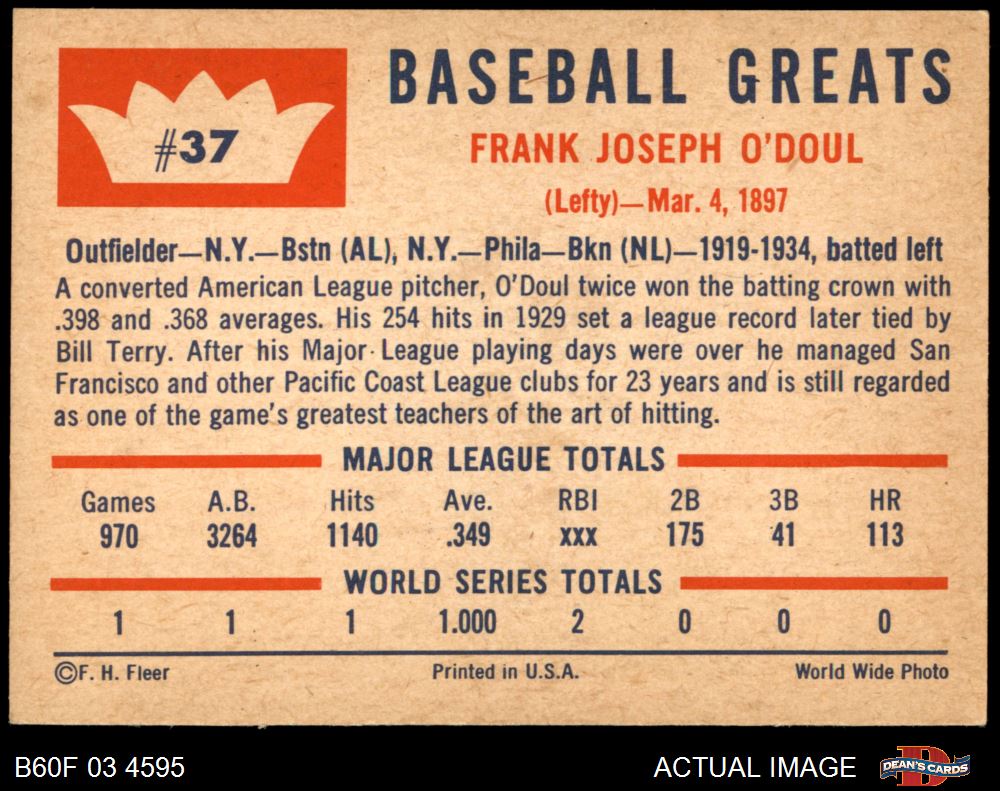 #37
BASEBALL GREATS
FRANK JOSEPH O'DOUL
(Lefty)—Mar. 4, 1897
Outfielder—N.Y.—Bstn (AL), N.Y.—Phila—Bkn (NL)—1919-1934, batted left
A converted American League pitcher, O'Doul twice won the batting crown with
.398 and .368 averages. His 254 hits in 1929 set a league record later tied by
Bill Terry. After his Major League playing days were over he managed San
Francisco and other Pacific Coast League clubs for 23 years and is still regarded
as one of the game's greatest teachers of the art of hitting.
MAJOR LEAGUE TOTALS
Games A.B. Hits Ave. RBI 2B 3B HR
970 3264 1140 .349 xxx 175 41 113
WORLD SERIES TOTALS
1 1 1 1.000 2 0 0 0
©F. H. Fleer Printed in U.S.A. World Wide Photo
B60F 03 4595 ACTUAL IMAGE D DEAN'S CARDS